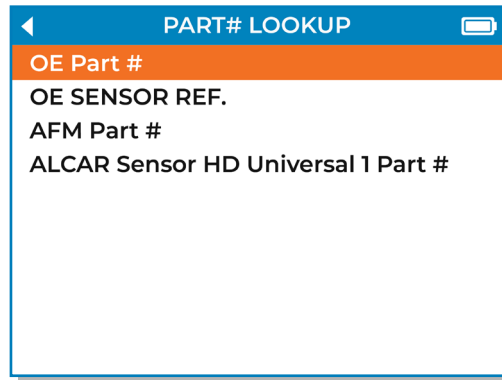 PART# LOOKUP
OE Part #
OE SENSOR REF.
AFM Part #
ALCAR Sensor HD Universal 1 Part #